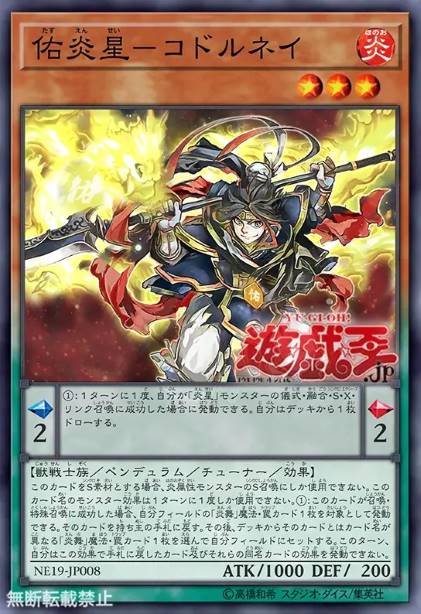 佑炎星－コドルネイ
炎
佑
YU-GI-OH!
遊戯王.jp
①:1ターンに1度、自分が「炎星」モンスターの儀式・融合・S・X・
リンク召喚に成功した場合に発動できる。自分はデッキから1枚
ドローする。
2
2
【獣戦士族／ペンデュラム／チューナー／効果】
このカードをS素材とする場合、炎属性モンスターのS召喚にしか使用できない。こ
のカード名のモンスター効果は1ターンに1度しか使用できない。①:このカードが召喚・
特殊召喚に成功した場合、自分フィールドの「炎舞」魔法・罠カード1枚を対象として発動
できる。そのカードを持ち主の手札に戻す。その後、デッキからそのカードとはカード名が
異なる「炎舞」魔法・罠カード1枚を選んで自分フィールドにセットする。このターン、
自分はこの効果で手札に戻したカード及びそれらの同名カードの効果を発動できない。
NE19-JP008
ATK/1000 DEF/ 200
無断転載禁止
©高橋和希 スタジオ・ダイス/集英社